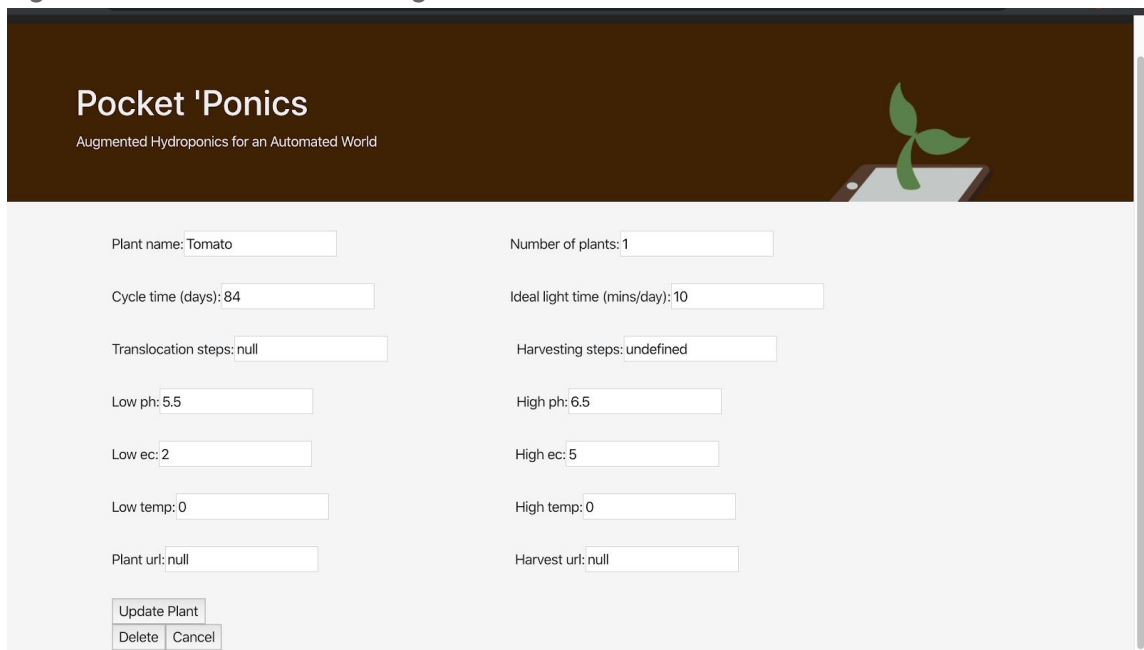 Pocket 'Ponics
Augmented Hydroponics for an Automated World
Plant name: Tomato Number of plants: 1
Cycle time (days): 84 Ideal light time (mins/day): 10
Translocation steps: null Harvesting steps: undefined
Low ph: 5.5 High ph: 6.5
Low ec: 2 High ec: 5
Low temp: 0 High temp: 0
Plant url: null Harvest url: null
Update Plant
Delete Cancel